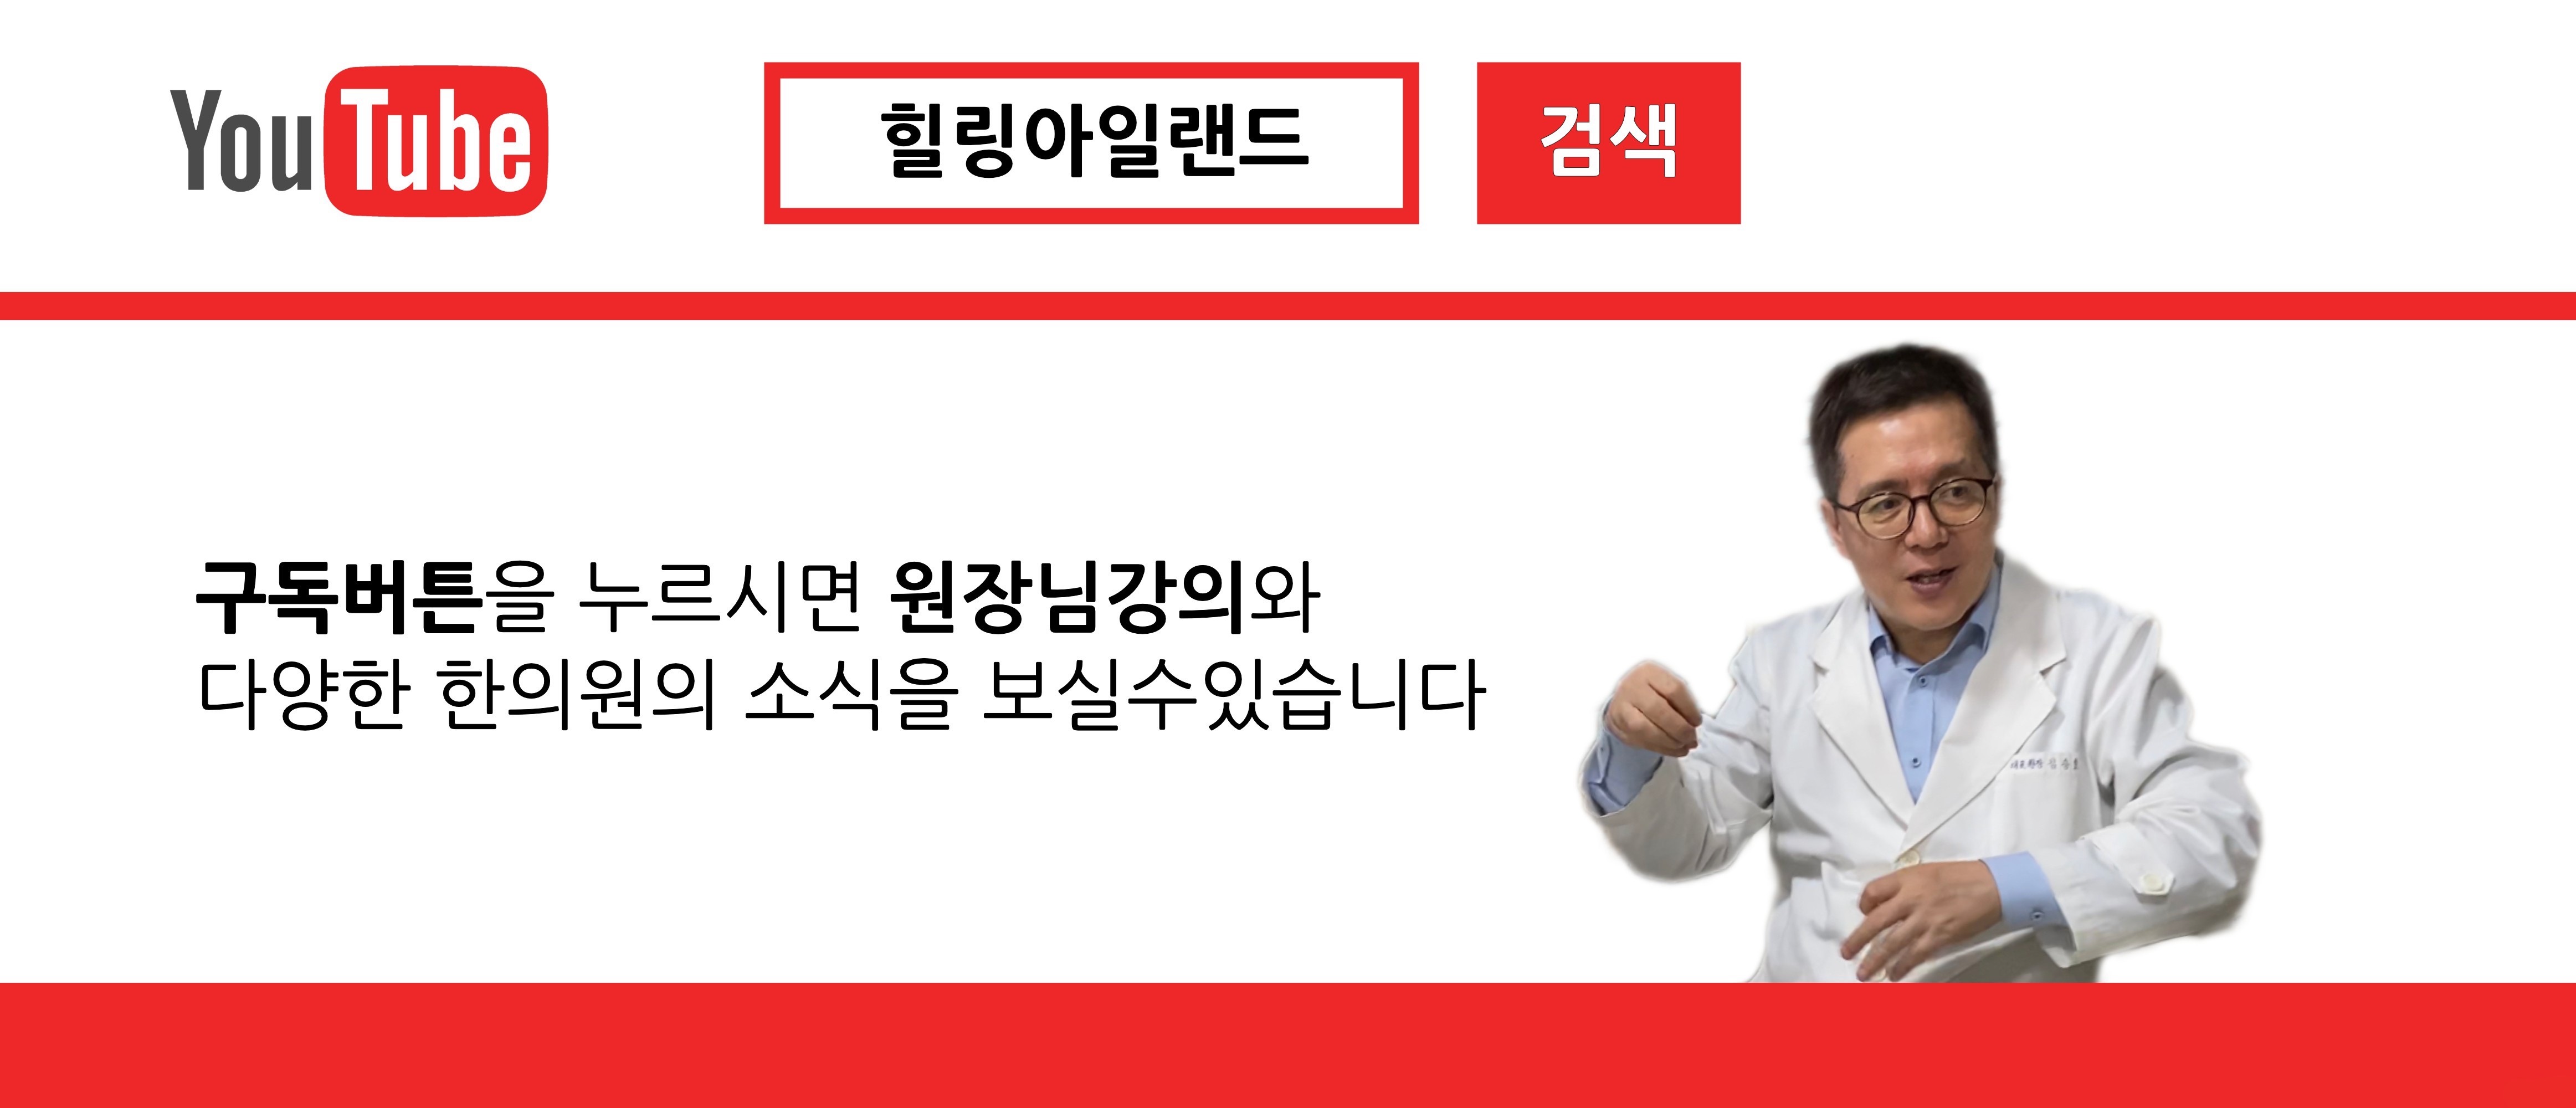 YouTube
힐링아일랜드
검색
구독버튼을 누르시면 원장님강의와
다양한 한의원의 소식을 보실수있습니다